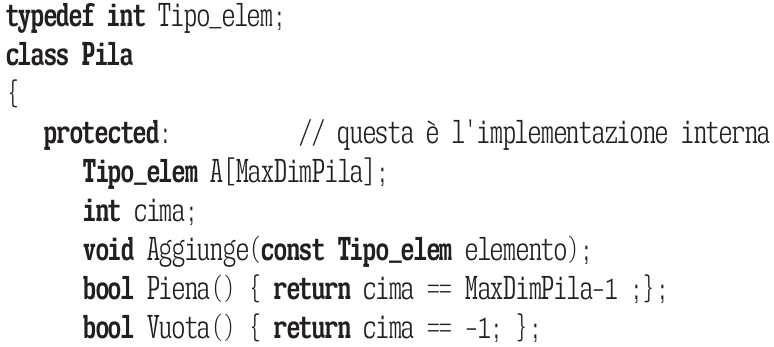 typedef int Tipo_elem;
class Pila
{
protected: // questa è l'implementazione interna
Tipo_elem A[MaxDimPila];
int cima;
void Aggiunge(const Tipo_elem elemento);
bool Piena() { return cima == MaxDimPila-1 ;};
bool Vuota() { return cima == -1; };